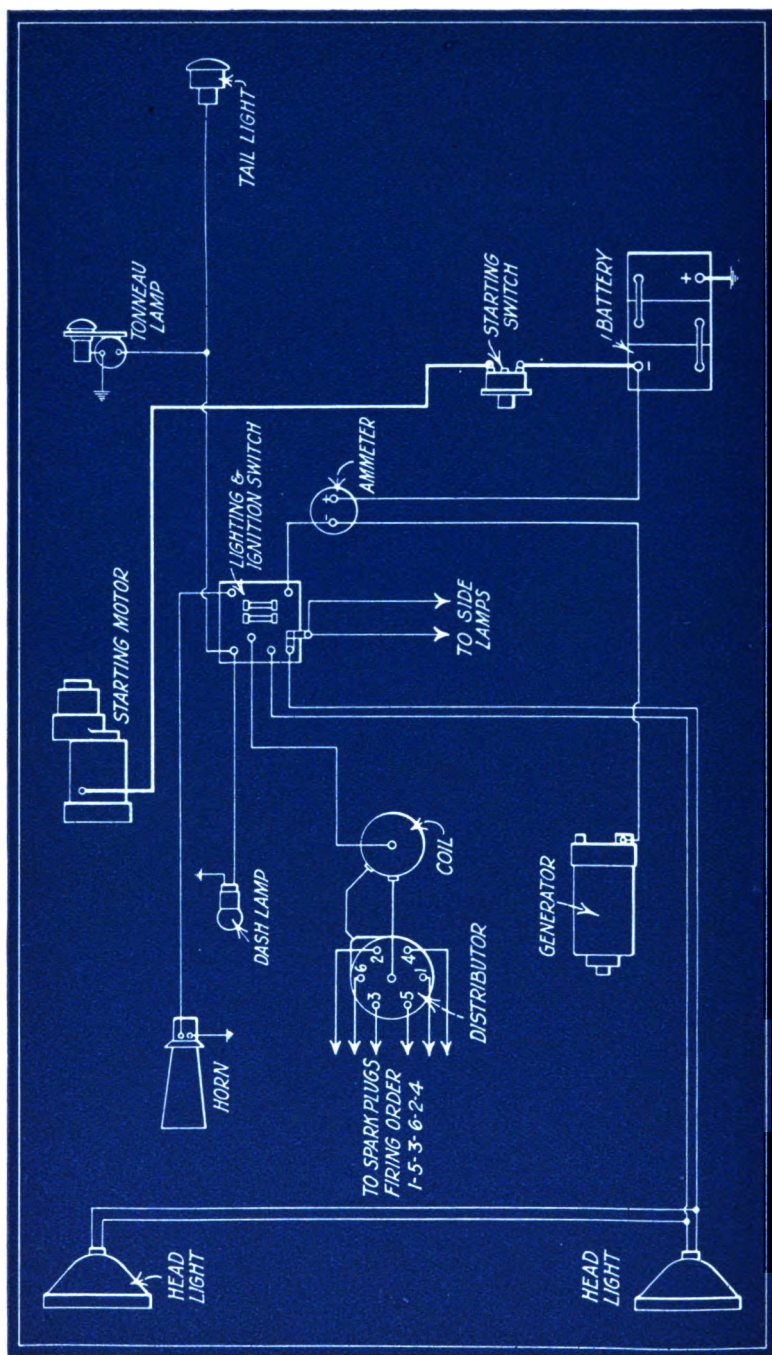 HEAD
LIGHT
HORN
DASH LAMP
STARTING MOTOR
TONNEAU
LAMP
TAIL LIGHT
LIGHTING &
IGNITION SWITCH
TO SPARK PLUGS
FIRING ORDER
1-5-3-6-2-4
6
2
3
4
5
1
DISTRIBUTOR
COIL
- +
AMMETER
STARTING
SWITCH
TO SIDE
LAMPS
GENERATOR
BATTERY
- +
HEAD
LIGHT